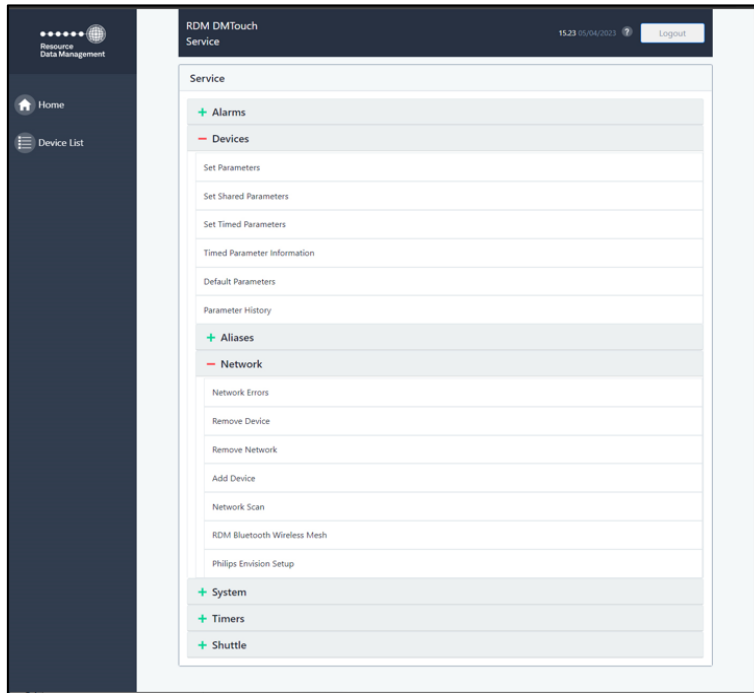 Resource
Data Management
Home
Device List
RDM DMTouch
Service
15.23 05/04/2023 ?
Logout
Service
+ Alarms
− Devices
Set Parameters
Set Shared Parameters
Set Timed Parameters
Timed Parameter Information
Default Parameters
Parameter History
+ Aliases
− Network
Network Errors
Remove Device
Remove Network
Add Device
Network Scan
RDM Bluetooth Wireless Mesh
Philips Envision Setup
+ System
+ Timers
+ Shuttle